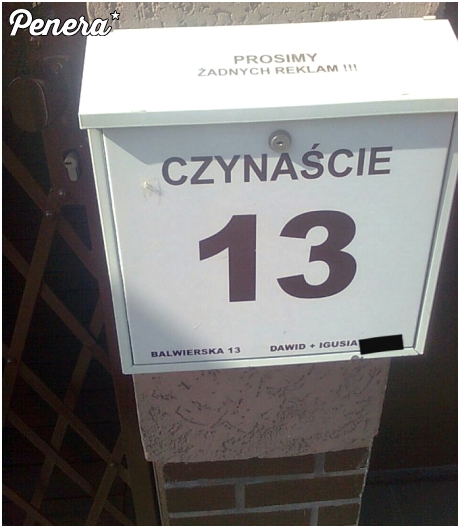 Penera*
PROSIMY
ŻADNYCH REKLAM !!!
CZYNAŚCIE
13
BALWIERSKA 13 DAWID + IGUSIA